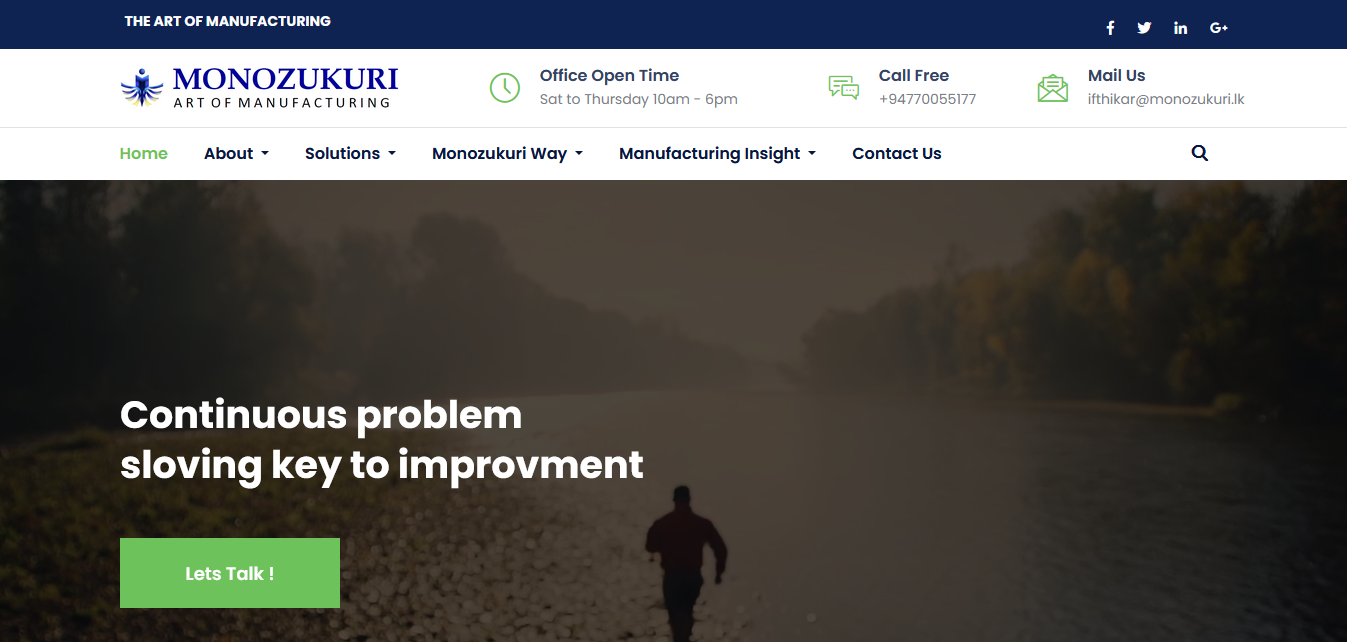 THE ART OF MANUFACTURING
MONOZUKURI
ART OF MANUFACTURING
Office Open Time
Sat to Thursday 10am - 6pm
Call Free
+94770055177
Mail Us
ifthikar@monozukuri.lk
Home About Solutions Monozukuri Way Manufacturing Insight Contact Us
Continuous problem
sloving key to improvment
Lets Talk !